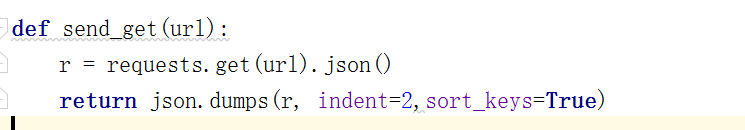 def send_get(url):
    r = requests.get(url).json()
    return json.dumps(r, indent=2,sort_keys=True)